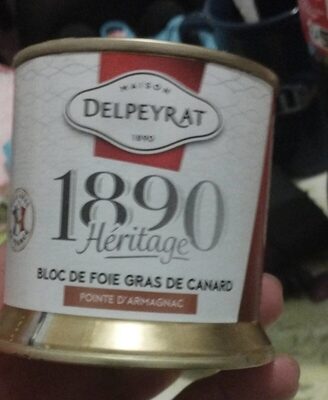 MAISON
DELPEYRAT
1890
1890
Héritage
BLOC DE FOIE GRAS DE CANARD
POINTE D'ARMAGNAC